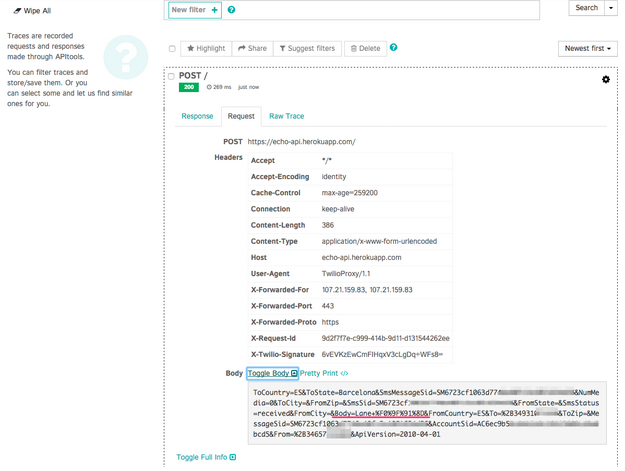 Wipe All
New filter +
Search
Traces are recorded
requests and responses
made through APItools.
You can filter traces and
store/save them. Or you
can select some and let us find similar
ones for you.
Highlight Share Suggest filters Delete
Newest first
POST /
200 269 ms just now
Response Request Raw Trace
POST https://echo-api.herokuapp.com/
Headers
Accept */*
Accept-Encoding identity
Cache-Control max-age=259200
Connection keep-alive
Content-Length 386
Content-Type application/x-www-form-urlencoded
Host echo-api.herokuapp.com
User-Agent TwilioProxy/1.1
X-Forwarded-For 107.21.159.83, 107.21.159.83
X-Forwarded-Port 443
X-Forwarded-Proto https
X-Request-Id 9d2f7f7e-c999-414b-9d11-d131544262ee
X-Twilio-Signature 6vEVKzEwCmFIHqxV3cLgDq+WFs8=
Body Toggle Body Pretty Print </>
ToCountry=ES&ToState=Barcelona&SmsMessageSid=SM6723cf1063d77 &NumMe
dia=0&ToCity=&FromZip=&SmsSid=SM6723cf &FromState=&SmsStatus
=received&FromCity=&Body=Lane+%F0%9F%91%8D&FromCountry=ES&To=%2B34931 &ToZip=&Me
ssageSid=SM6723cf1063 &AccountSid=AC6ec9b5
bcd5&From=%2B34657 &ApiVersion=2010-04-01
Toggle Full Info